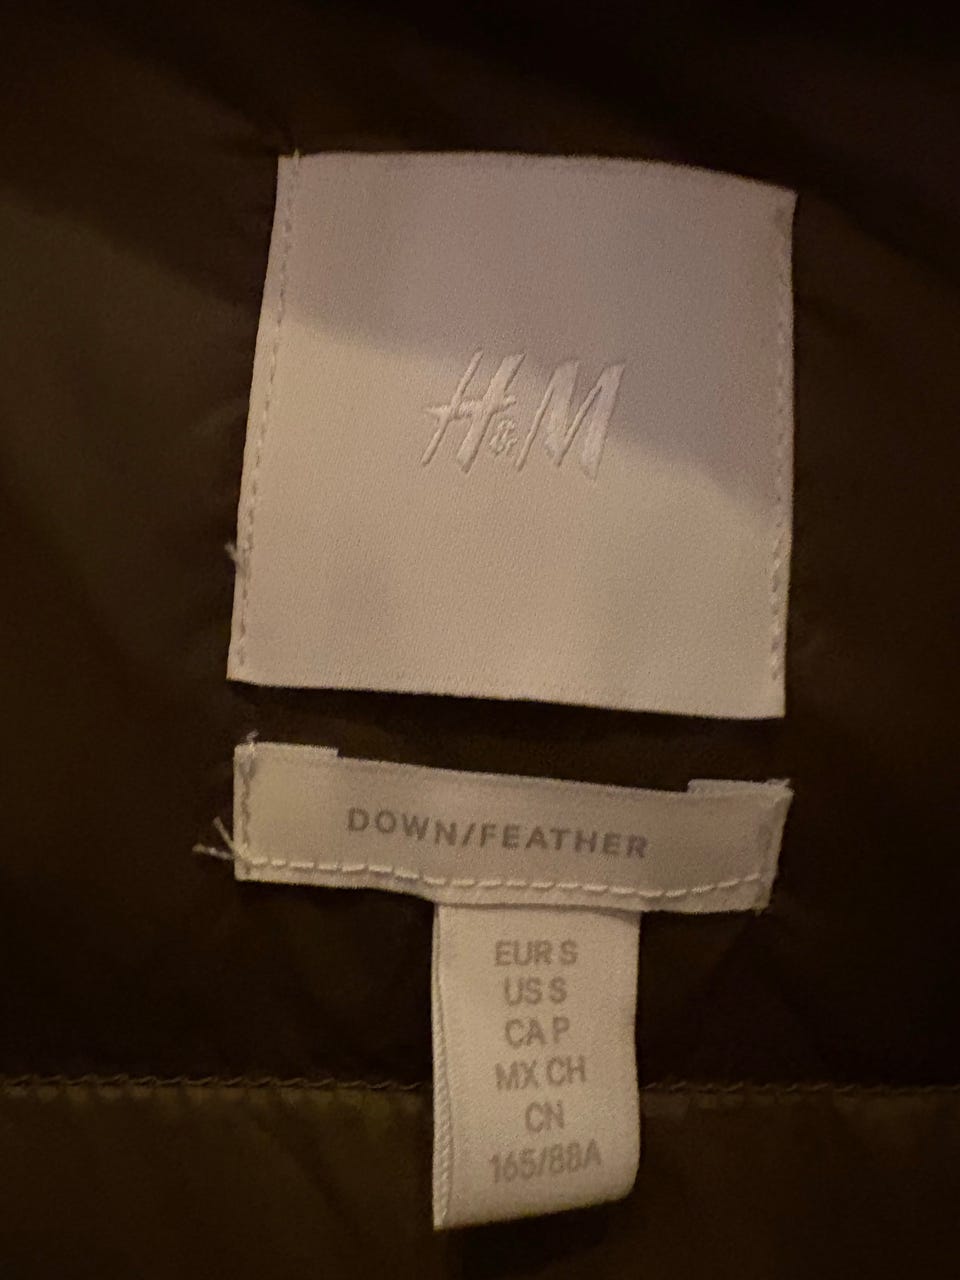 H&M
DOWN/FEATHER
EUR S
US S
CA P
MX CH
CN
165/88A